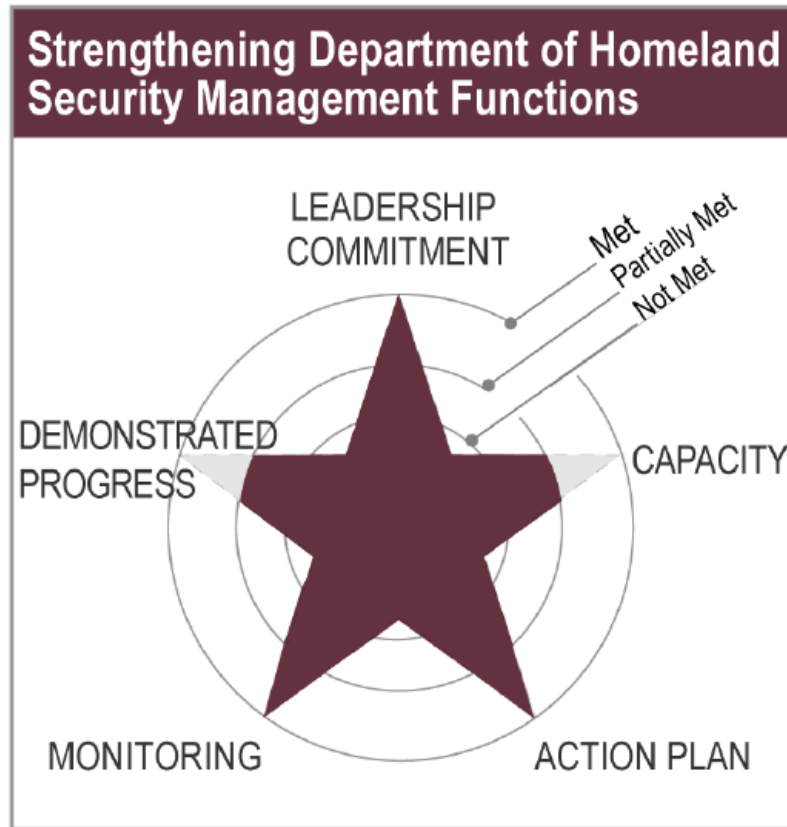 Strengthening Department of Homeland
Security Management Functions
LEADERSHIP
COMMITMENT
Met
Partially Met
Not Met
DEMONSTRATED
PROGRESS
CAPACITY
MONITORING
ACTION PLAN